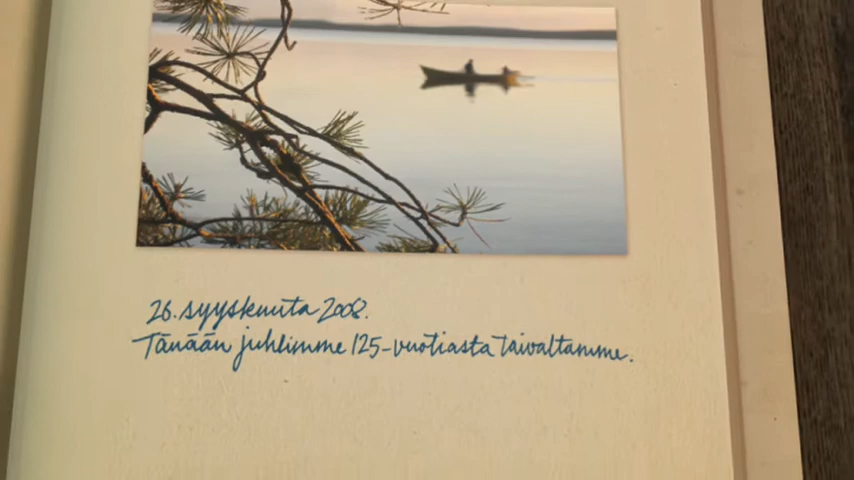 26. syyskuuta 2008.
Tänään juhlimme 125-vuotiasta taivaltamme.